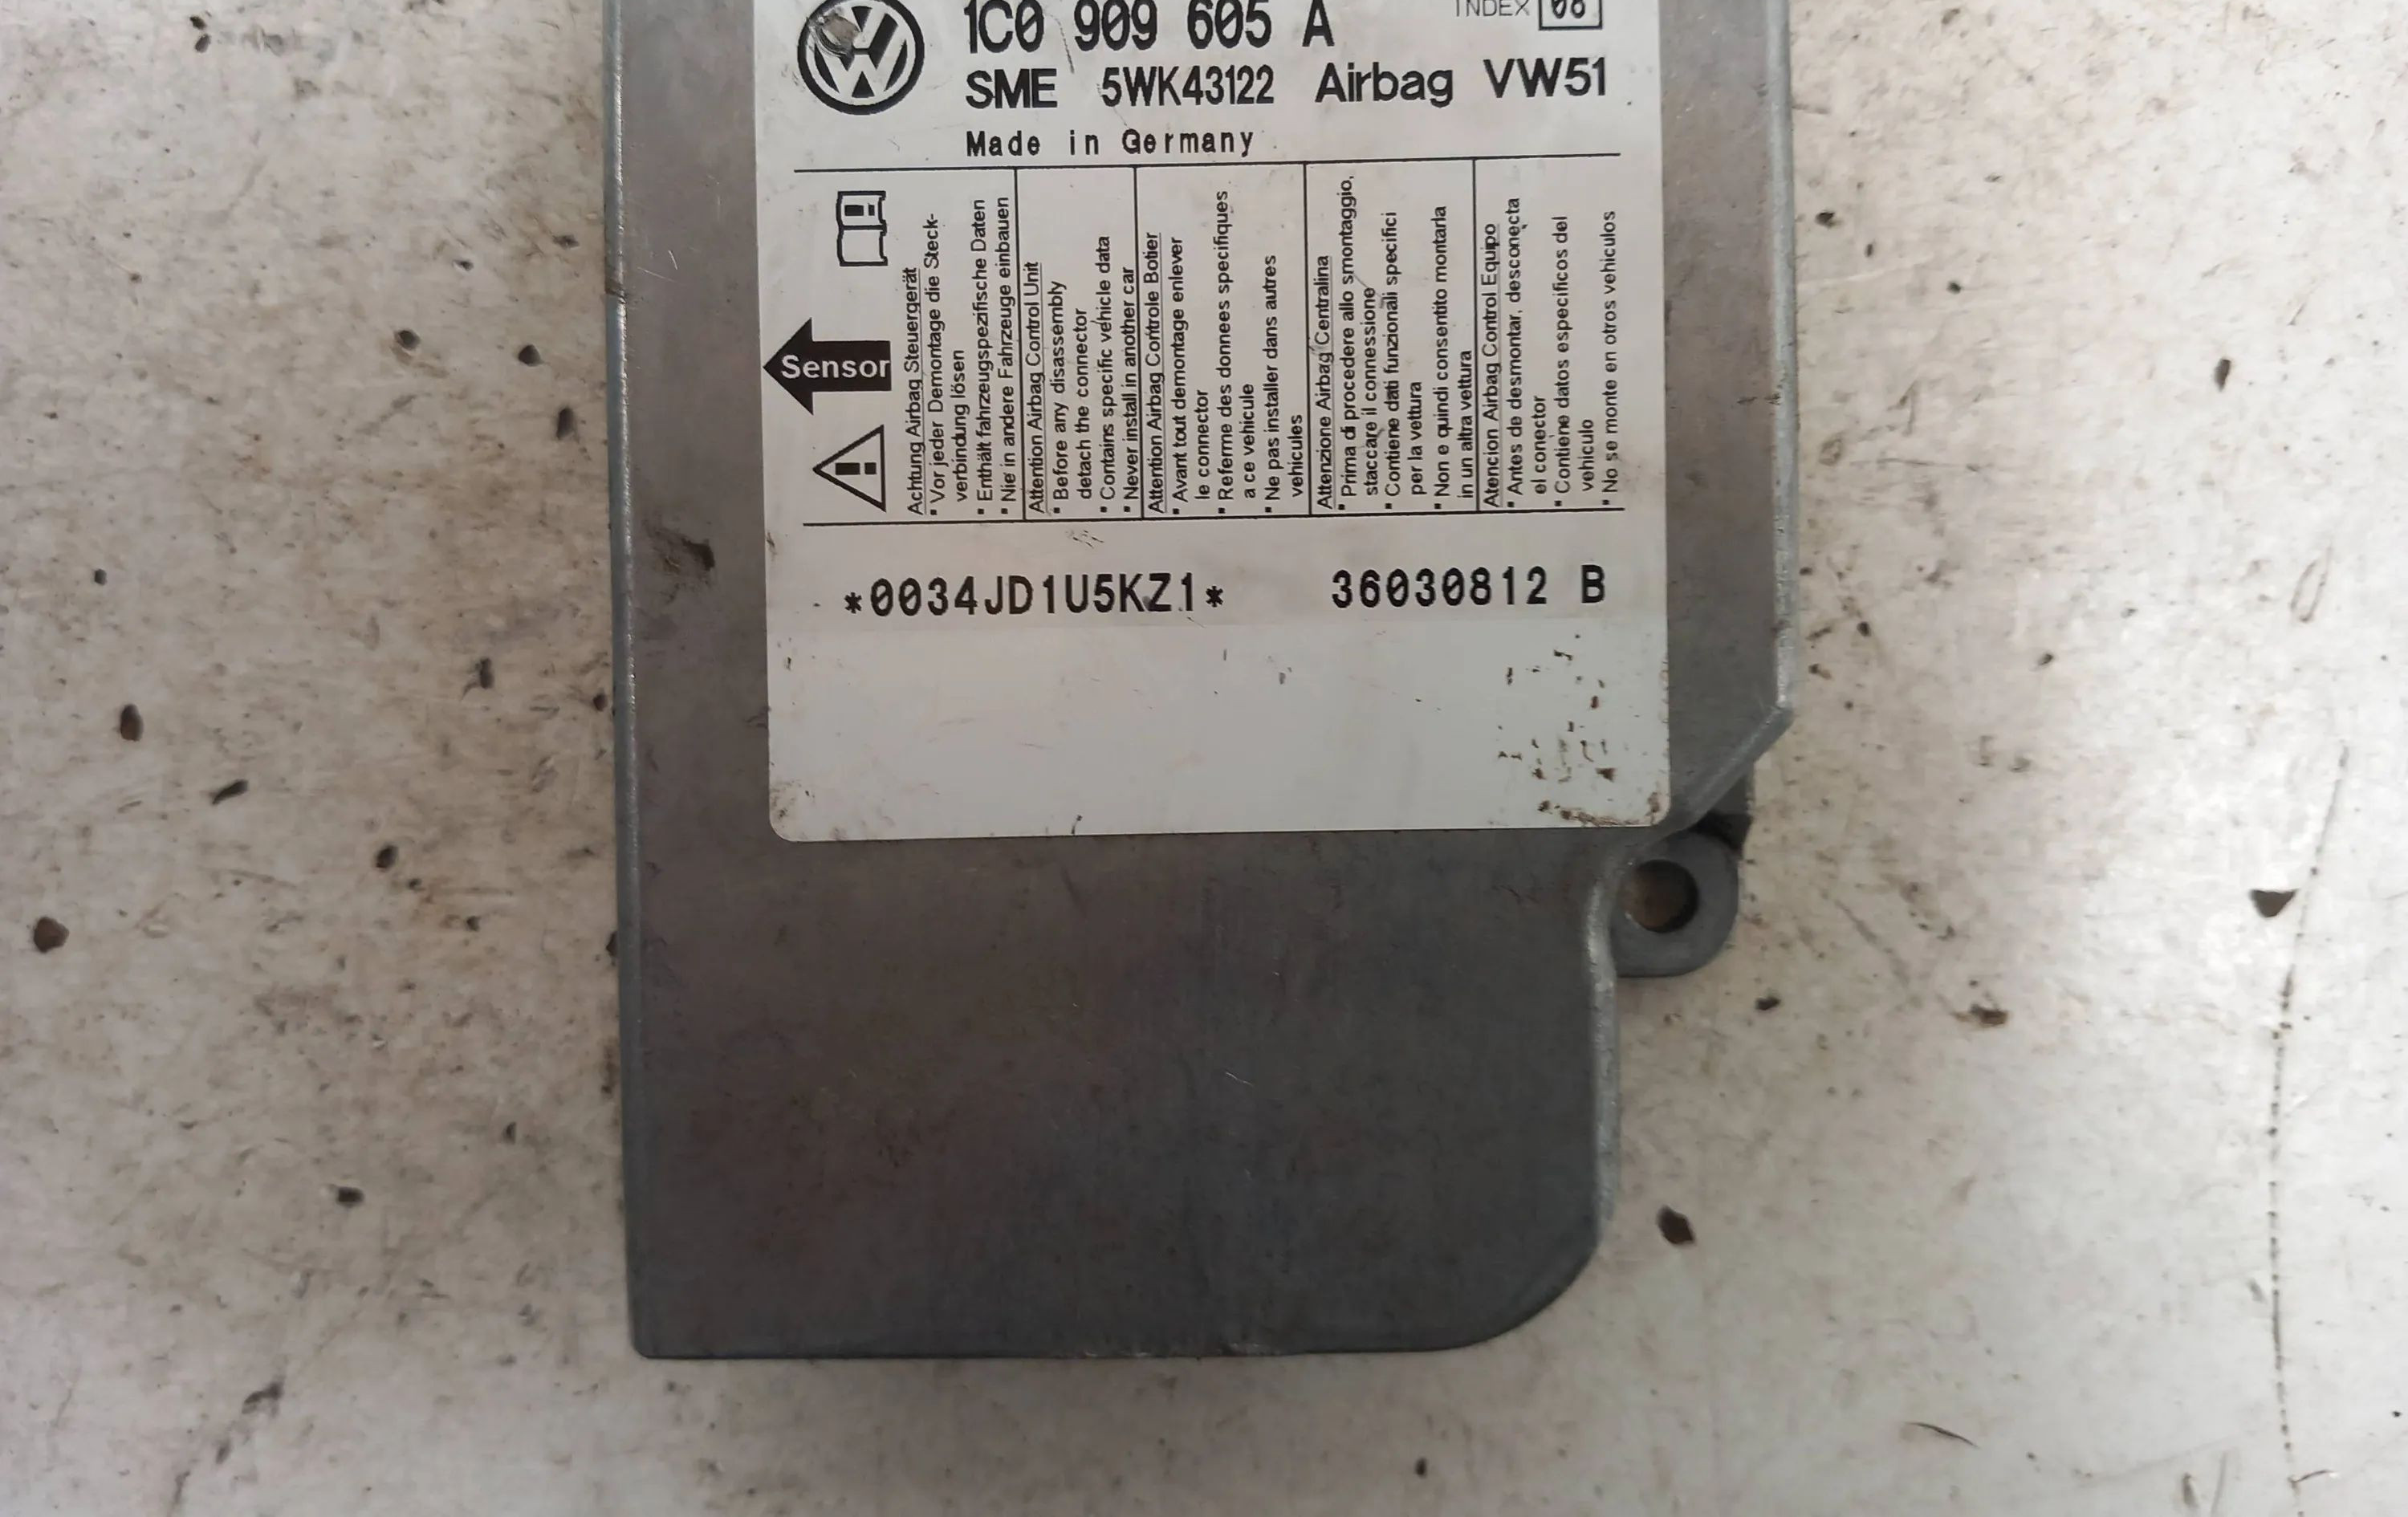 1C0 909 605 A
INDEX 08
SME 5WK43122 Airbag VW51
Made in Germany
Sensor
Achtung Airbag Steuergerät
• Vor jeder Demontage die Steck-
verbindung lösen
• Enthält fahrzeugspezifische Daten
• Nie in andere Fahrzeuge einbauen
Attention Airbag Control Unit
• Before any disassembly
detach the connector
• Contains specific vehicle data
• Never install in another car
Attention Airbag Controle Botier
• Avant tout demontage enlever
le connector
• Referme des donnees specifiques
a ce vehicule
• Ne pas installer dans autres
vehicules
Attenzione Airbag Centralina
• Prima di procedere allo smontaggio,
staccare il connessione
• Contiene dati funzionali specifici
per la vettura
• Non e quindi consentito montarla
in un altra vettura
Atencion Airbag Control Equipo
• Antes de desmontar, desconecta
el conector
• Contiene datos especificos del
vehiculo
• No se monte en otros vehiculos
*0034JD1U5KZ1* 36030812 B